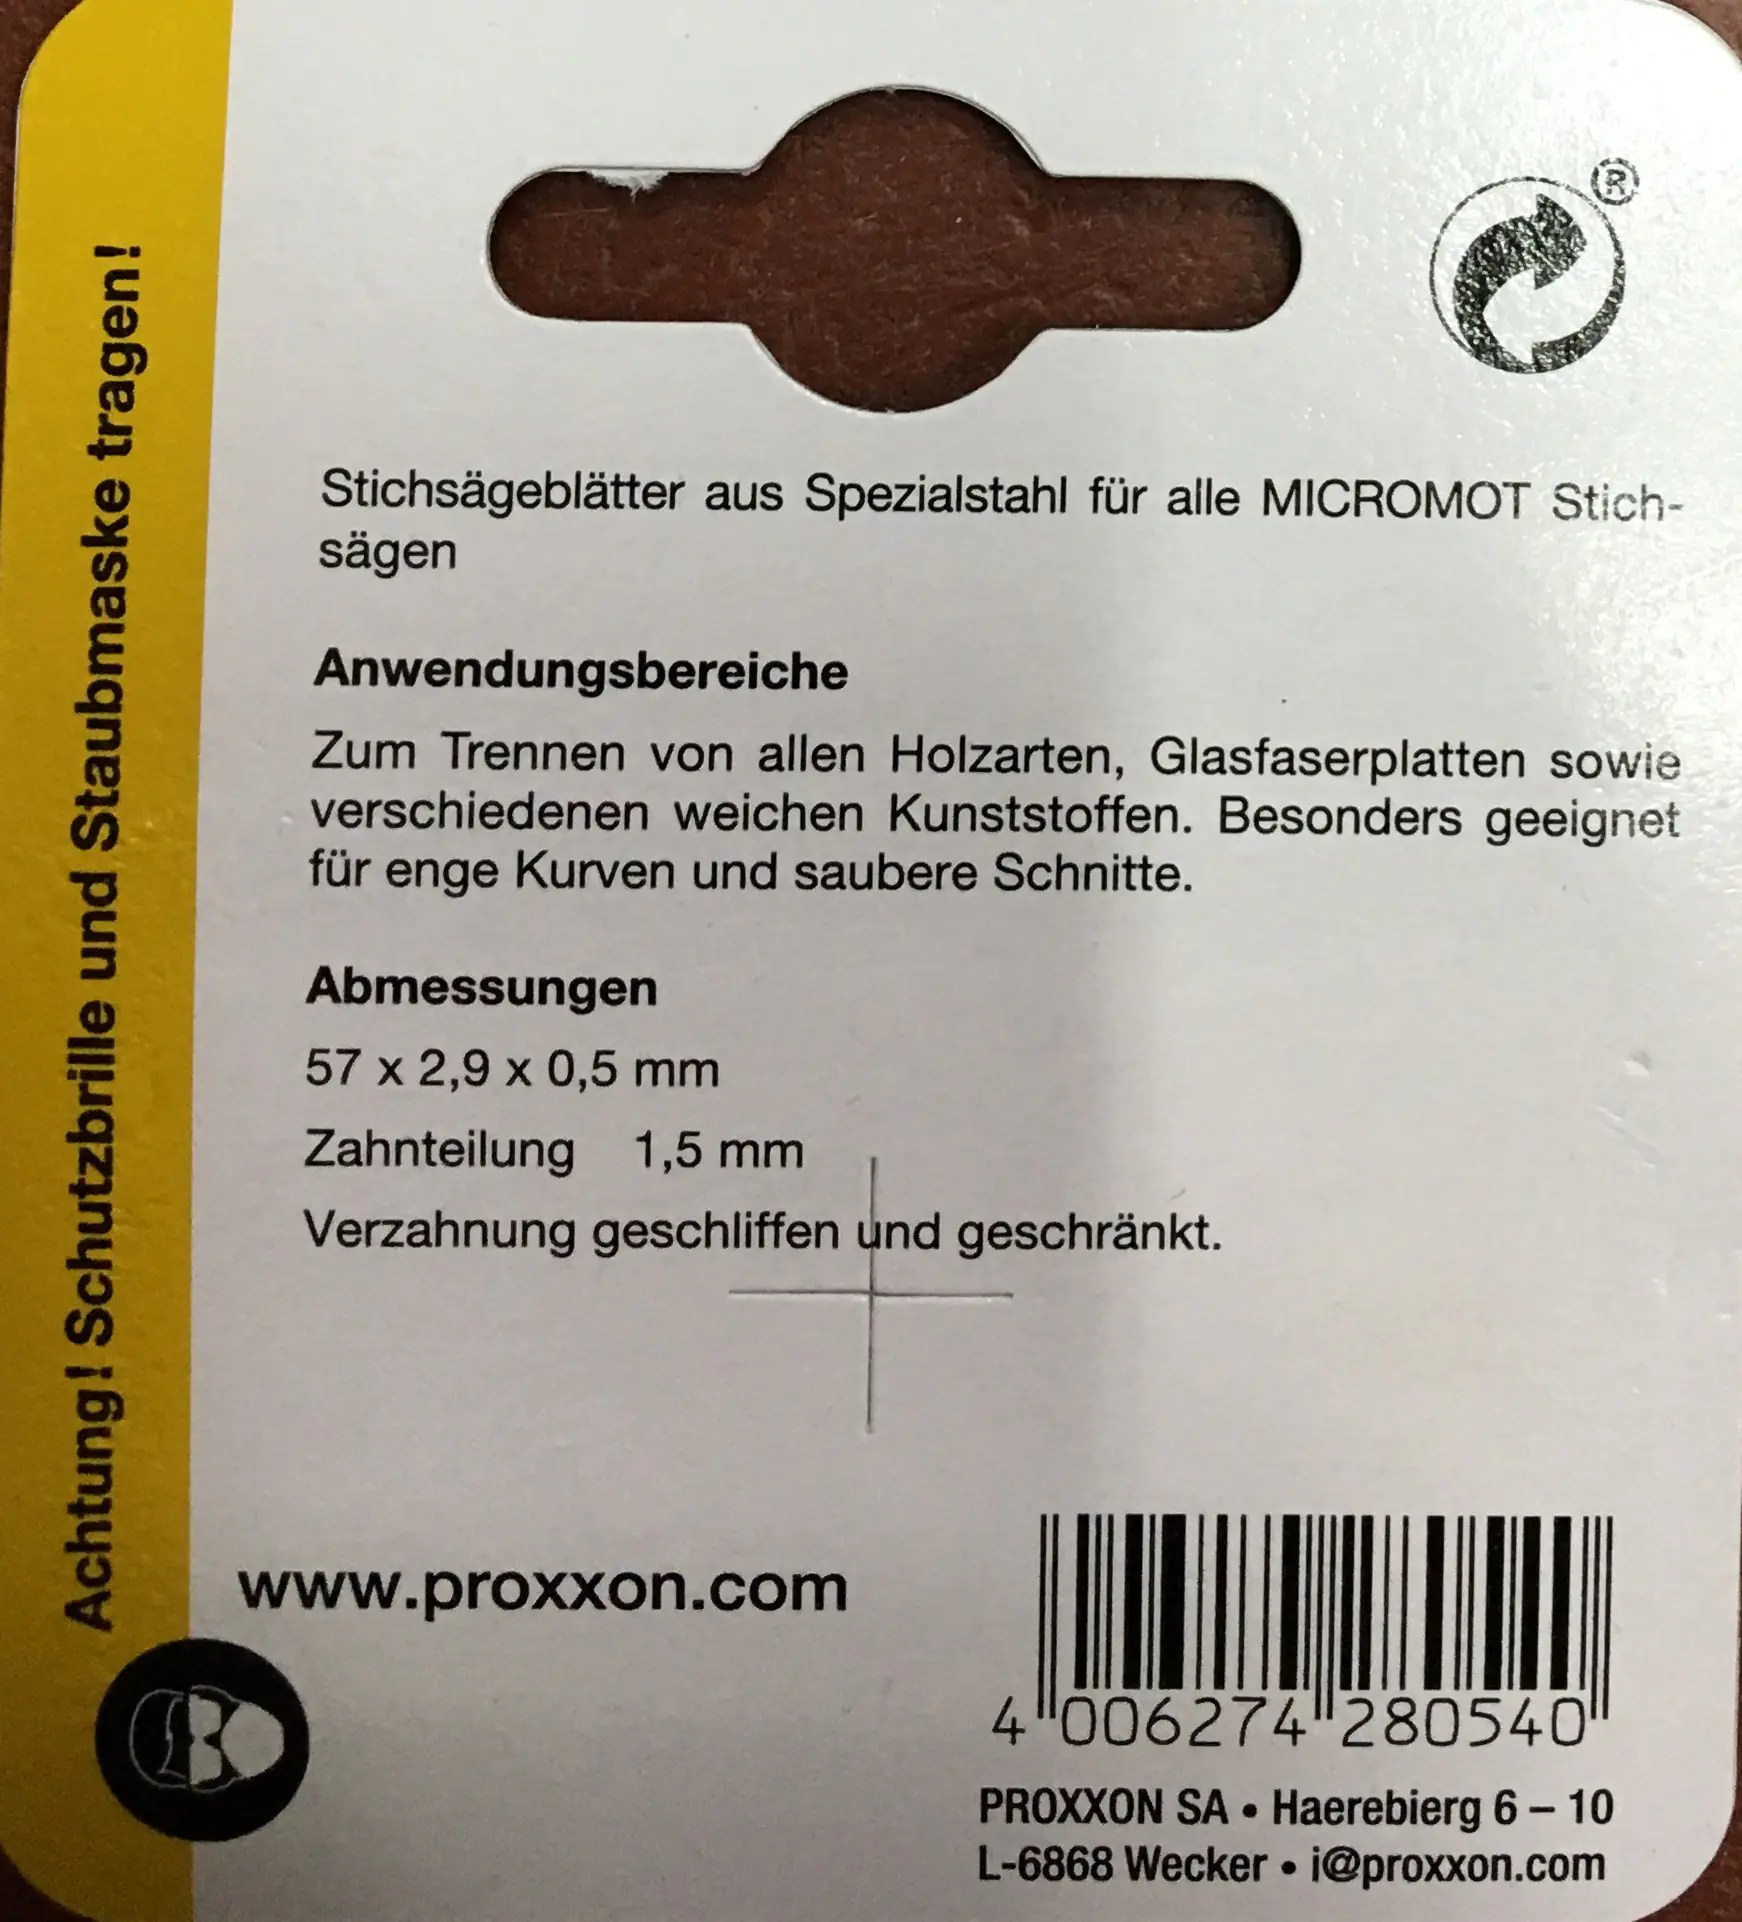 ®
Stichsägeblätter aus Spezialstahl für alle MICROMOT Stich-
sägen
Anwendungsbereiche
Zum Trennen von allen Holzarten, Glasfaserplatten sowie
verschiedenen weichen Kunststoffen. Besonders geeignet
für enge Kurven und saubere Schnitte.
Abmessungen
57 x 2,9 x 0,5 mm
Zahnteilung 1,5 mm
Verzahnung geschliffen und geschränkt.
Achtung! Schutzbrille und Staubmaske tragen!
www.proxxon.com
4 006274 280540
PROXXON SA • Haerebierg 6 – 10
L-6868 Wecker • i@proxxon.com